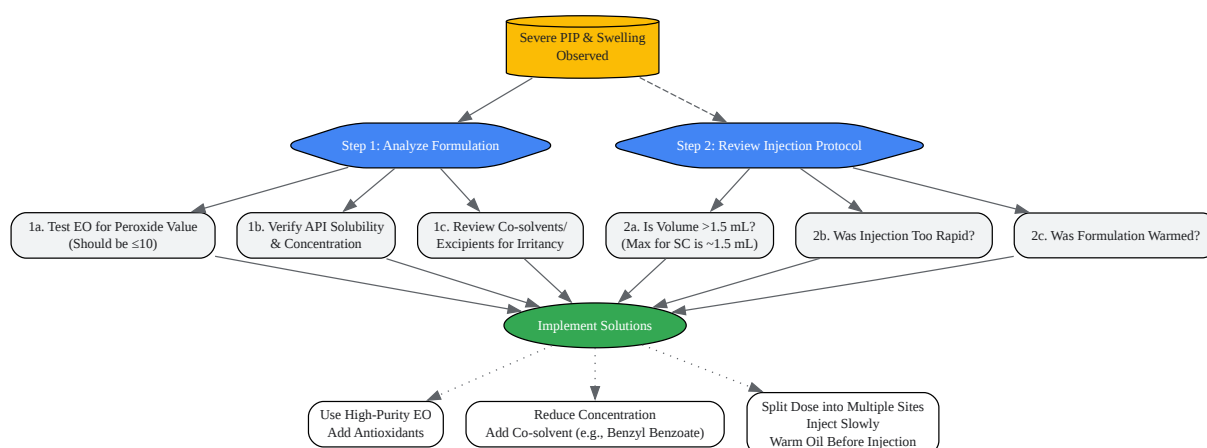 Severe PIP & Swelling
Observed
Step 1: Analyze Formulation
Step 2: Review Injection Protocol
1a. Test EO for Peroxide Value
(Should be ≤10)
1b. Verify API Solubility
& Concentration
1c. Review Co-solvents/
Excipients for Irritancy
2a. Is Volume >1.5 mL?
(Max for SC is ~1.5 mL)
2b. Was Injection Too Rapid?
2c. Was Formulation Warmed?
Implement Solutions
Use High-Purity EO
Add Antioxidants
Reduce Concentration
Add Co-solvent (e.g., Benzyl Benzoate)
Split Dose into Multiple Sites
Inject Slowly
Warm Oil Before Injection